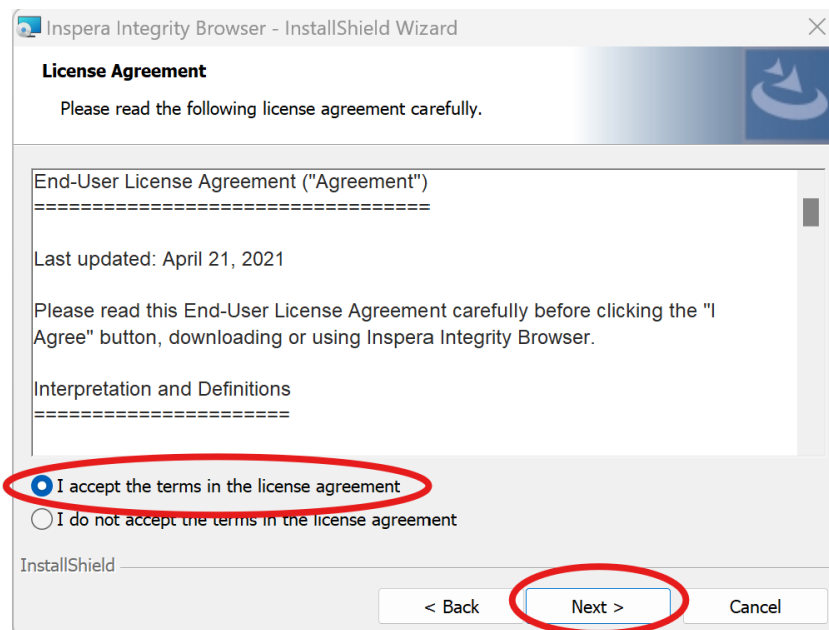 Inspera Integrity Browser - InstallShield Wizard
License Agreement
Please read the following license agreement carefully.
End-User License Agreement ("Agreement")
==================================
Last updated: April 21, 2021
Please read this End-User License Agreement carefully before clicking the "I
Agree" button, downloading or using Inspera Integrity Browser.
Interpretation and Definitions
======================
I accept the terms in the license agreement
I do not accept the terms in the license agreement
InstallShield
< Back
Next >
Cancel